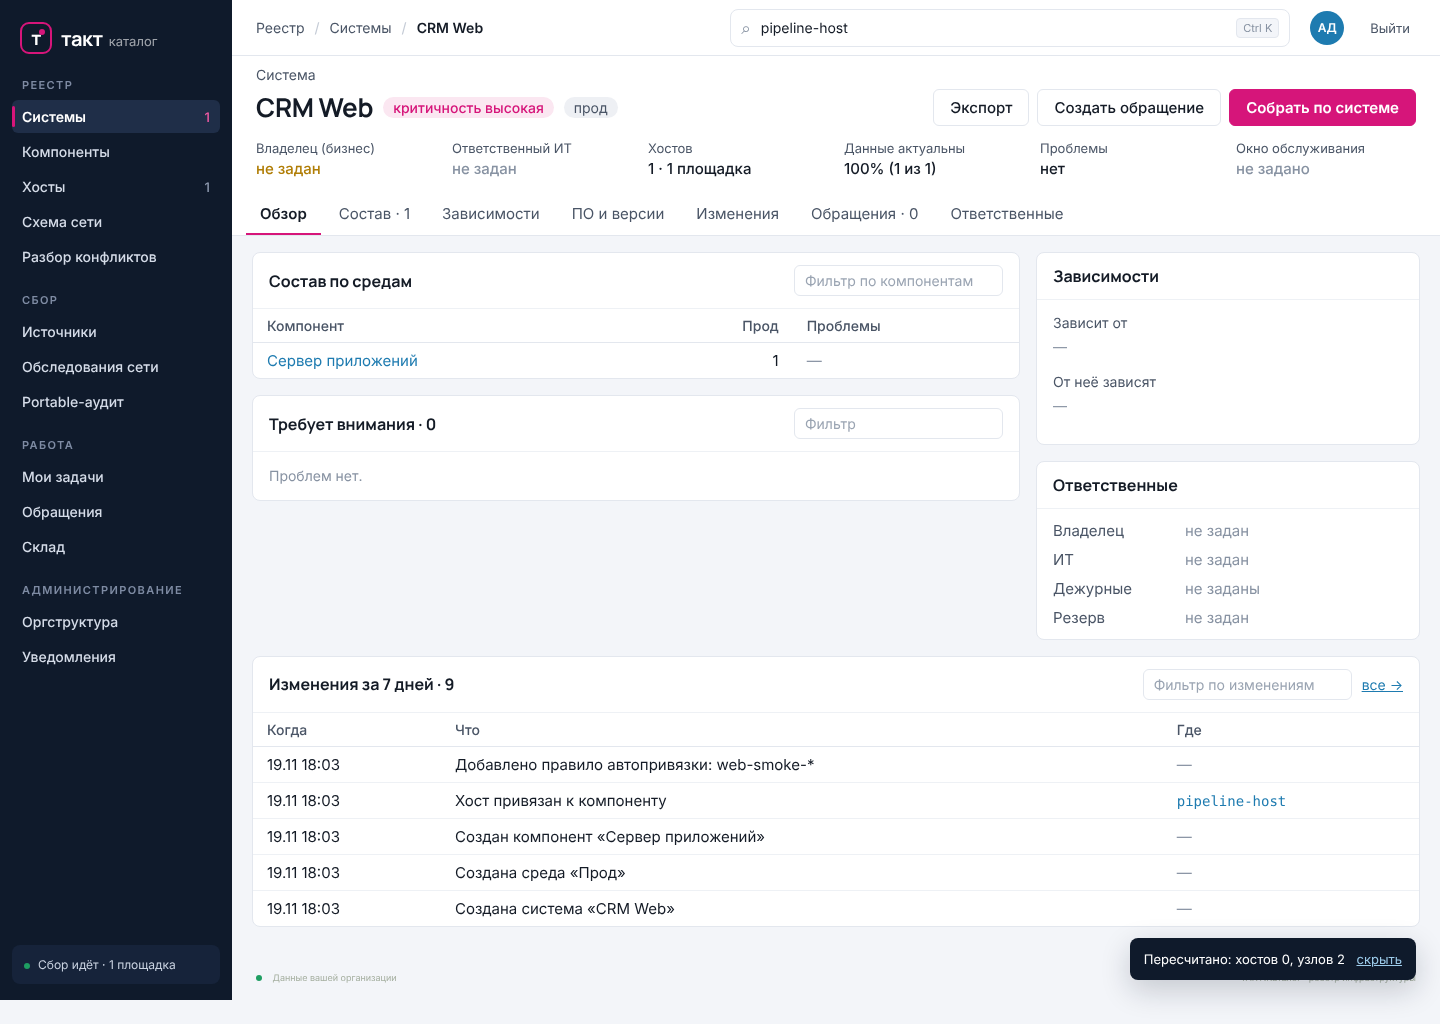 такт каталог
РЕЕСТР
Системы 1
Компоненты
Хосты 1
Схема сети
Разбор конфликтов
СБОР
Источники
Обследования сети
Portable-аудит
РАБОТА
Мои задачи
Обращения
Склад
АДМИНИСТРИРОВАНИЕ
Оргструктура
Уведомления
Сбор идёт · 1 площадка
Реестр / Системы / CRM Web
pipeline-host Ctrl K
АД Выйти
Система
CRM Web критичность высокая прод
Экспорт Создать обращение Собрать по системе
Владелец (бизнес) Ответственный ИТ Хостов Данные актуальны Проблемы Окно обслуживания
не задан не задан 1 · 1 площадка 100% (1 из 1) нет не задано
Обзор Состав · 1 Зависимости ПО и версии Изменения Обращения · 0 Ответственные
Состав по средам Фильтр по компонентам
Компонент Прод Проблемы
Сервер приложений 1 —
Требует внимания · 0 Фильтр
Проблем нет.
Зависимости
Зависит от
—
От неё зависят
—
Ответственные
Владелец не задан
ИТ не задан
Дежурные не заданы
Резерв не задан
Изменения за 7 дней · 9 Фильтр по изменениям все →
Когда Что Где
19.11 18:03 Добавлено правило автопривязки: web-smoke-* —
19.11 18:03 Хост привязан к компоненту pipeline-host
19.11 18:03 Создан компонент «Сервер приложений» —
19.11 18:03 Создана среда «Прод» —
19.11 18:03 Создана система «CRM Web» —
Данные вашей организации
Пересчитано: хостов 0, узлов 2 скрыть